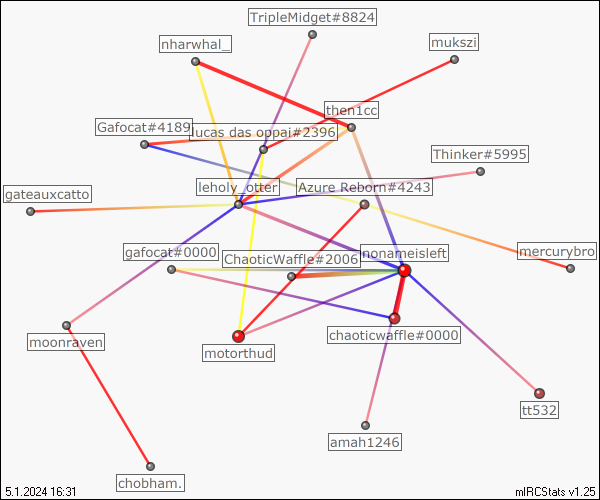 TripleMidget#8824
nharwhal_
mukszi
then1cc
Gafocat#4189
lucas das oppai#2396
Thinker#5995
leholy_otter
Azure Reborn#4243
gateauxcatto
gafocat#0000
ChaoticWaffle#2006
nonameisleft
mercurybro
chaoticwaffle#0000
moonraven
motorthud
tt532
amah1246
chobham.
5.1.2024 16:31
mIRCStats v1.25